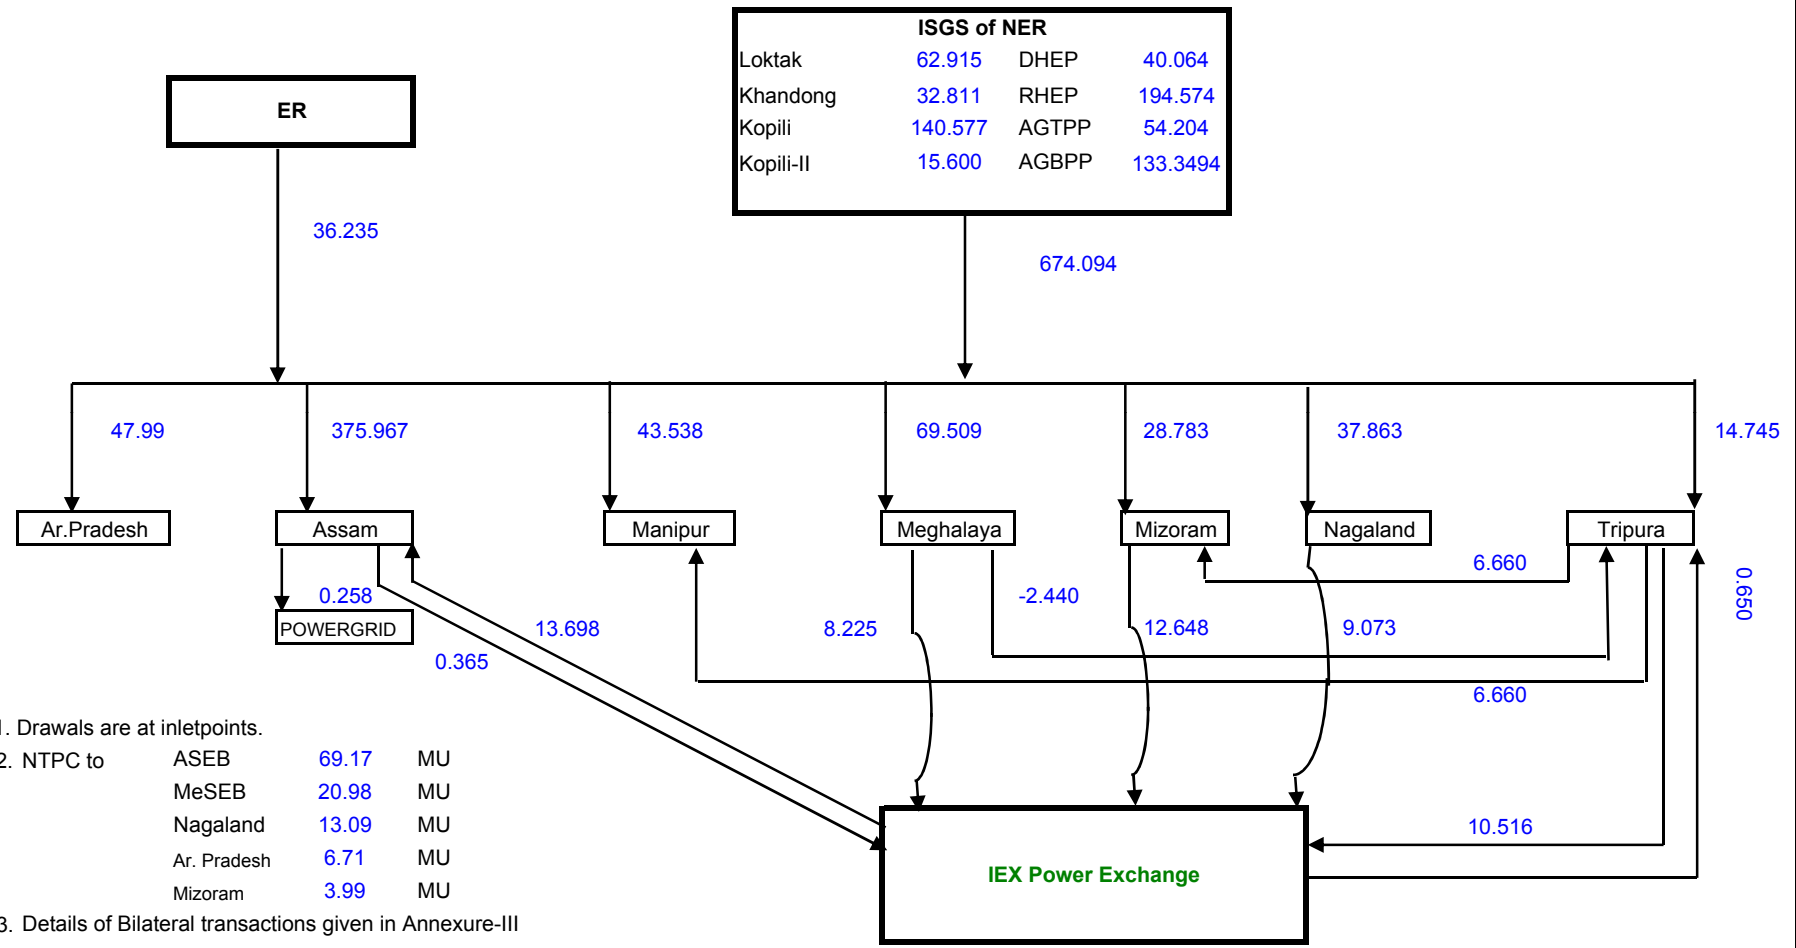 ISGS of NER
Loktak 62.915 DHEP 40.064
Khandong 32.811 RHEP 194.574
Kopili 140.577 AGTPP 54.204
Kopili-II 15.600 AGBPP 133.3494
ER
36.235
674.094
47.99 375.967 43.538 69.509 28.783 37.863 14.745
Ar.Pradesh Assam Manipur Meghalaya Mizoram Nagaland Tripura
6.660
0.258 -2.440 0.650
POWERGRID 13.698 8.225 12.648 9.073
0.365
6.660
1. Drawals are at inletpoints.
2. NTPC to ASEB 69.17 MU
MeSEB 20.98 MU
Nagaland 13.09 MU
10.516
Ar. Pradesh 6.71 MU
IEX Power Exchange
Mizoram 3.99 MU
3. Details of Bilateral transactions given in Annexure-III